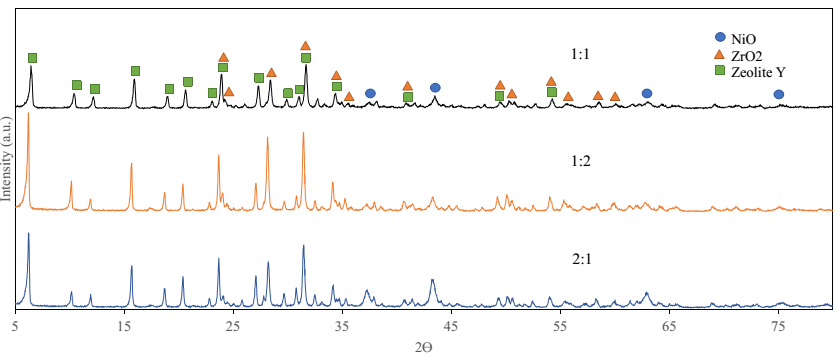 1:1
NiO
ZrO2
Zeolite Y
1:2
2:1
Intensity (a.u.)
5 15 25 35 45 55 65 75
2ϴ